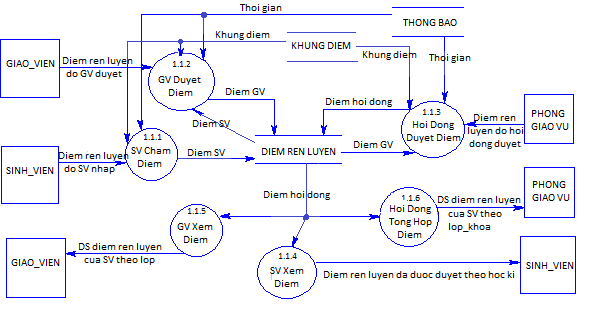 Thoi gian
THONG BAO
Khung diem
KHUNG DIEM
Khung diem
Thoi gian
GIAO_VIEN
Diem ren luyen
do GV duyet
1.1.2
GV Duyet
Diem
Diem GV
Diem hoi dong
1.1.3
Hoi Dong
Duyet Diem
Diem ren
luyen do hoi
dong duyet
PHONG
GIAO VU
Diem SV
SINH_VIEN
Diem ren luyen
do SV nhap
1.1.1
SV Cham
Diem
Diem SV
DIEM REN LUYEN
Diem GV
Diem hoi dong
1.1.5
GV Xem
Diem
1.1.6
Hoi Dong
Tong Hop
Diem
DS diem ren luyen
cua SV theo
lop_khoa
PHONG
GIAO VU
GIAO_VIEN
DS diem ren luyen
cua SV theo lop
1.1.4
SV Xem
Diem
Diem ren luyen da duoc duyet theo hoc ki
SINH_VIEN